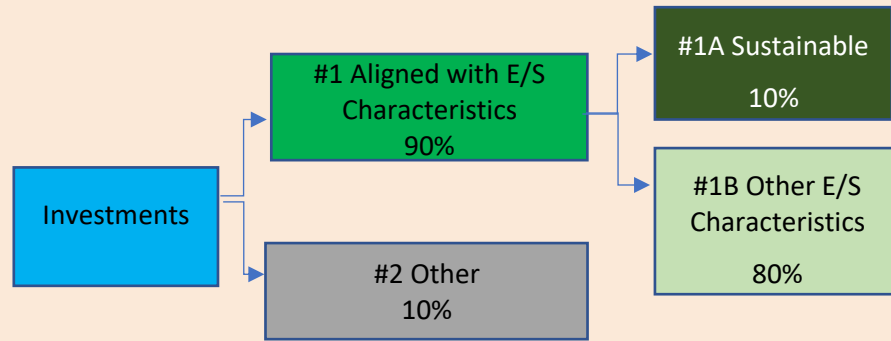 Investments
#1 Aligned with E/S
Characteristics
90%
#2 Other
10%
#1A Sustainable
10%
#1B Other E/S
Characteristics
80%